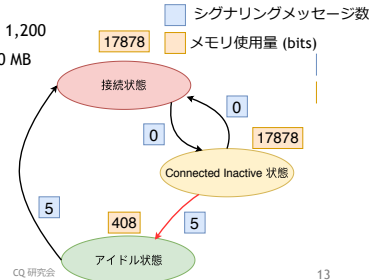 シグナリングメッセージ数
1,200
17878
メモリ使用量 (bits)
0 MB
接続状態
0
0
17878
Connected Inactive 状態
5
408
5
アイドル状態
CQ 研究会
13